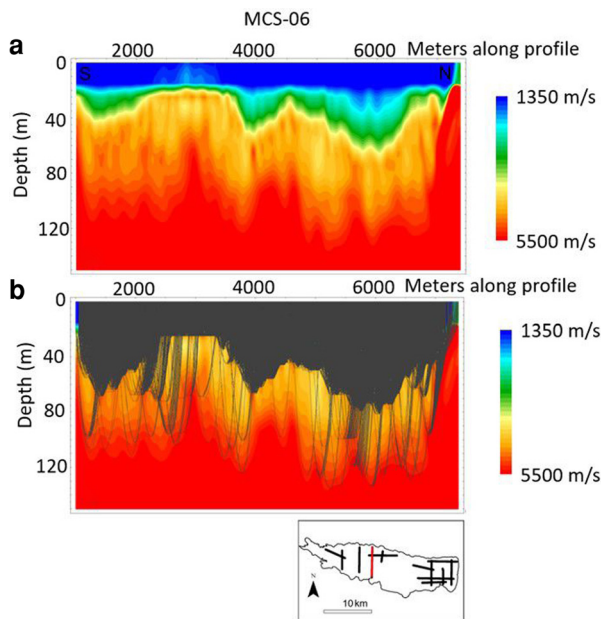 MCS-06
a
2000 4000 6000 Meters along profile
0
S N
40
80
120
Depth (m)
1350 m/s
5500 m/s
b
2000 4000 6000 Meters along profile
0
40
80
120
Depth (m)
1350 m/s
5500 m/s
N
10 km